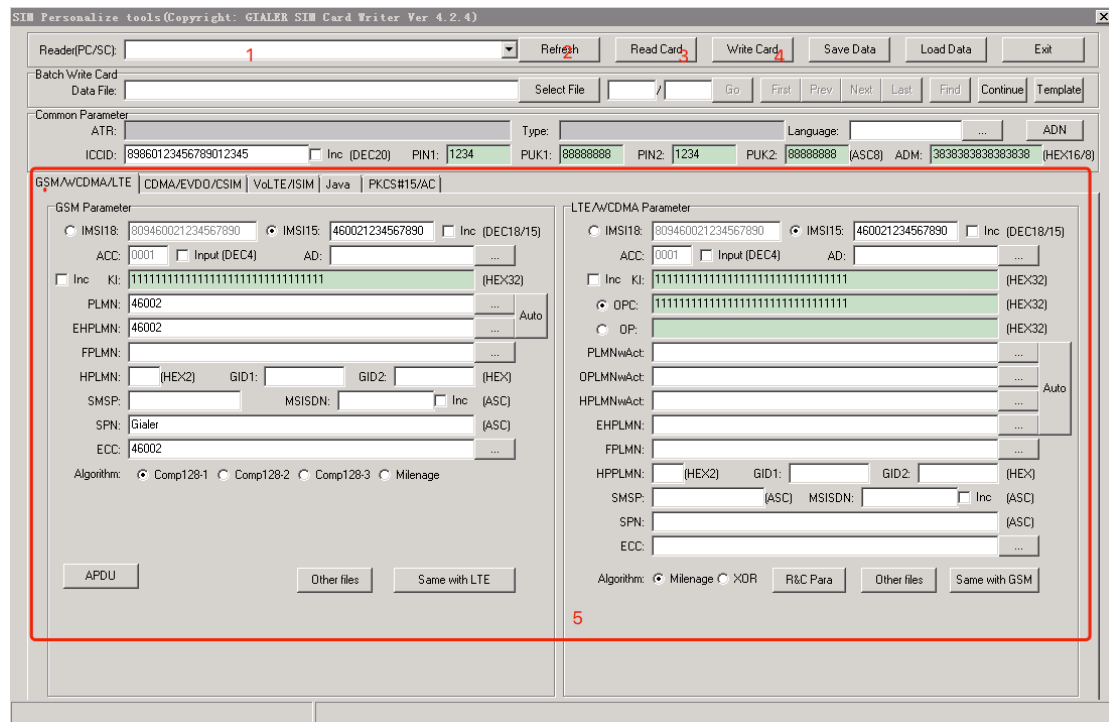 SIM Personalize tools(Copyright: GIALER SIM Card Writer Ver 4.2.4)
Reader(PC/SC): 1 Refresh 2 Read Card 3 Write Card 4 Save Data Load Data Exit
Batch Write Card
Data File: Select File / Go First Prev Next Last Find Continue Template
Common Parameter
ATR: Type: Language: ... ADN
ICCID: 89860123456789012345 Inc (DEC20) PIN1: 1234 PUK1: 88888888 PIN2: 1234 PUK2: 88888888 (ASC8) ADM: 3838383838383838 (HEX16/8)
GSM/WCDMA/LTE CDMA/EVDO/CSIM VoLTE/ISIM Java PKCS#15/AC
GSM Parameter
IMSI18: 809460021234567890 IMSI15: 460021234567890 Inc (DEC18/15)
ACC: 0001 Input (DEC4) AD: ...
Inc KI: 11111111111111111111111111111111 (HEX32)
PLMN: 46002 ...
Auto
EHPLMN: 46002 ...
FPLMN: ...
HPLMN: (HEX2) GID1: GID2: (HEX)
SMSP: MSISDN: Inc (ASC)
SPN: Gialer (ASC)
ECC: 46002 ...
Algorithm: Comp128-1 Comp128-2 Comp128-3 Milenage
APDU Other files Same with LTE
LTE/WCDMA Parameter
IMSI18: 809460021234567890 IMSI15: 460021234567890 Inc (DEC18/15)
ACC: 0001 Input (DEC4) AD: ...
Inc KI: 11111111111111111111111111111111 (HEX32)
OPC: 11111111111111111111111111111111 (HEX32)
OP: (HEX32)
PLMNwAct: ...
OPLMNwAct: ...
Auto
HPLMNwAct: ...
EHPLMN: ...
FPLMN: ...
HPPLMN: (HEX2) GID1: GID2: (HEX)
SMSP: (ASC) MSISDN: Inc (ASC)
SPN: (ASC)
ECC: ...
Algorithm: Milenage XOR R&C Para Other files Same with GSM
5